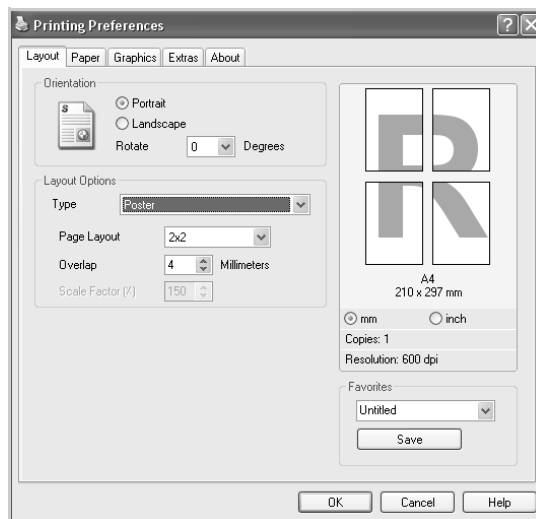 Printing Preferences
Layout Paper Graphics Extras About
Orientation
S
Portrait
Landscape
Rotate 0 Degrees
Layout Options
Type Poster
Page Layout 2x2
Overlap 4 Millimeters
Scale Factor (%) 150
R
A4
210 x 297 mm
mm inch
Copies: 1
Resolution: 600 dpi
Favorites
Untitled
Save
OK Cancel Help